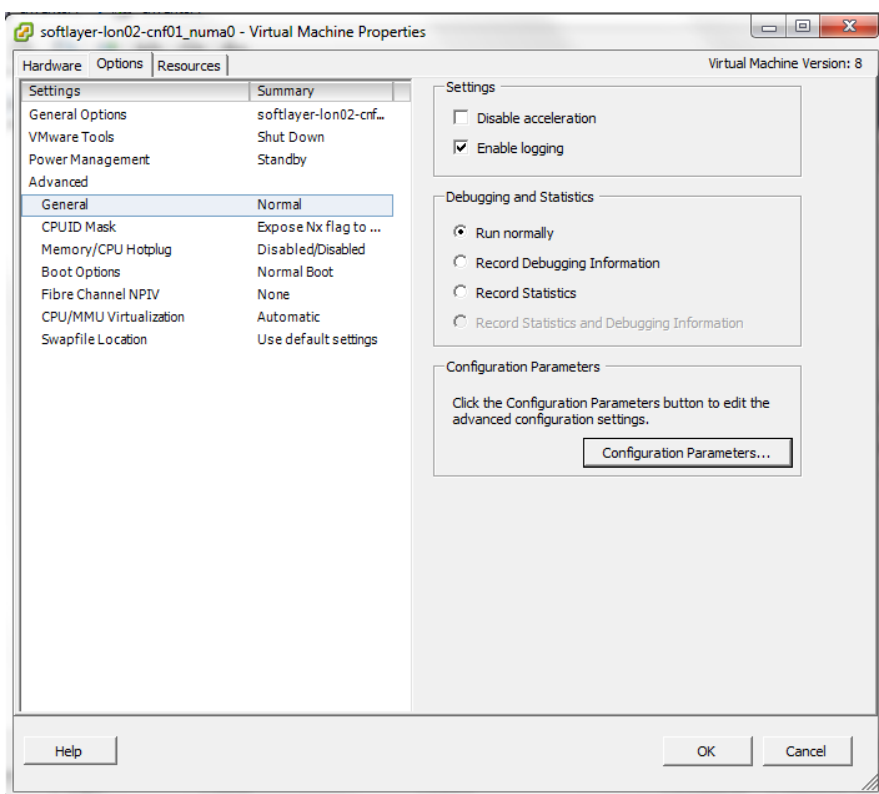 softlayer-lon02-cnf01_numa0 - Virtual Machine Properties
Hardware Options Resources Virtual Machine Version: 8
Settings Summary
General Options softlayer-lon02-cnf...
VMware Tools Shut Down
Power Management Standby
Advanced
General Normal
CPUID Mask Expose Nx flag to ...
Memory/CPU Hotplug Disabled/Disabled
Boot Options Normal Boot
Fibre Channel NPIV None
CPU/MMU Virtualization Automatic
Swapfile Location Use default settings
Settings
Disable acceleration
Enable logging
Debugging and Statistics
Run normally
Record Debugging Information
Record Statistics
Record Statistics and Debugging Information
Configuration Parameters
Click the Configuration Parameters button to edit the
advanced configuration settings.
Configuration Parameters...
Help OK Cancel